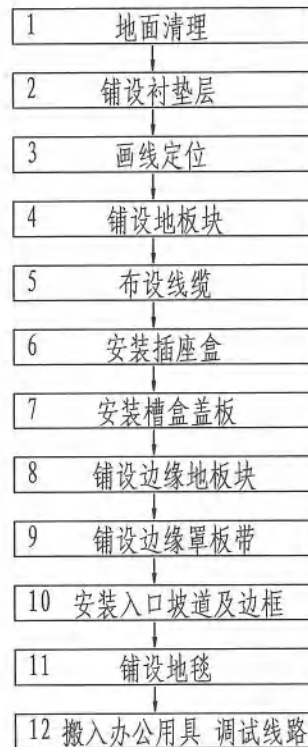 1 地面清理
2 铺设衬垫层
3 画线定位
4 铺设地板块
5 布设线缆
6 安装插座盒
7 安装槽盒盖板
8 铺设边缘地板块
9 铺设边缘罩板带
10 安装入口坡道及边框
11 铺设地毯
12 搬入办公用具 调试线路